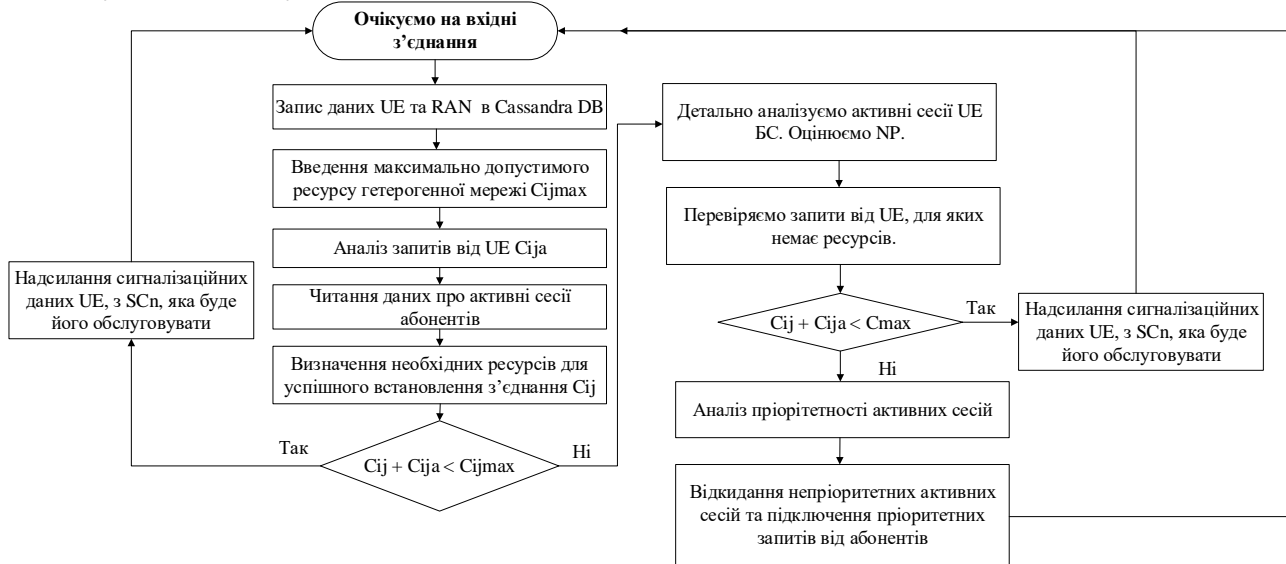 Очікуємо на вхідні
з’єднання
Запис даних UE та RAN в Cassandra DB
Введення максимально допустимого
ресурсу гетерогенної мережі Cijmax
Аналіз запитів від UE Cija
Читання даних про активні сесії
абонентів
Визначення необхідних ресурсів для
успішного встановлення з’єднання Cij
Cij + Cija < Cijmax
Так
Ні
Надсилання сигналізаційних
даних UE, з SCn, яка буде
його обслуговувати
Детально аналізуємо активні сесії UE
БС. Оцінюємо NP.
Перевіряємо запити від UE, для яких
немає ресурсів.
Cij + Cija < Cmax
Так
Ні
Надсилання сигналізаційних
даних UE, з SCn, яка буде
його обслуговувати
Аналіз пріорітетності активних сесій
Відкидання непріоритетних активних
сесій та підключення пріоритетних
запитів від абонентів